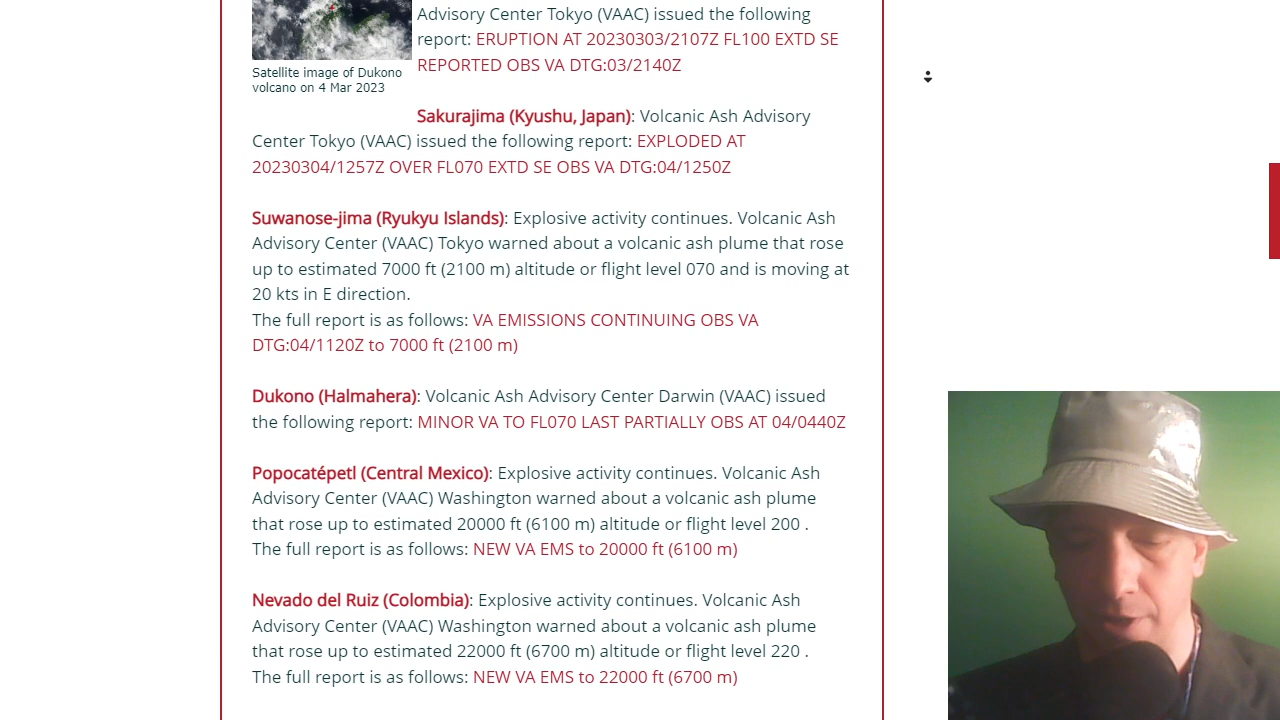 Advisory Center Tokyo (VAAC) issued the following
report: ERUPTION AT 20230303/2107Z FL100 EXTD SE
REPORTED OBS VA DTG:03/2140Z
Satellite image of Dukono
volcano on 4 Mar 2023
Sakurajima (Kyushu, Japan): Volcanic Ash Advisory
Center Tokyo (VAAC) issued the following report: EXPLODED AT
20230304/1257Z OVER FL070 EXTD SE OBS VA DTG:04/1250Z
Suwanose-jima (Ryukyu Islands): Explosive activity continues. Volcanic Ash
Advisory Center (VAAC) Tokyo warned about a volcanic ash plume that rose
up to estimated 7000 ft (2100 m) altitude or flight level 070 and is moving at
20 kts in E direction.
The full report is as follows: VA EMISSIONS CONTINUING OBS VA
DTG:04/1120Z to 7000 ft (2100 m)
Dukono (Halmahera): Volcanic Ash Advisory Center Darwin (VAAC) issued
the following report: MINOR VA TO FL070 LAST PARTIALLY OBS AT 04/0440Z
Popocatépetl (Central Mexico): Explosive activity continues. Volcanic Ash
Advisory Center (VAAC) Washington warned about a volcanic ash plume
that rose up to estimated 20000 ft (6100 m) altitude or flight level 200 .
The full report is as follows: NEW VA EMS to 20000 ft (6100 m)
Nevado del Ruiz (Colombia): Explosive activity continues. Volcanic Ash
Advisory Center (VAAC) Washington warned about a volcanic ash plume
that rose up to estimated 22000 ft (6700 m) altitude or flight level 220 .
The full report is as follows: NEW VA EMS to 22000 ft (6700 m)